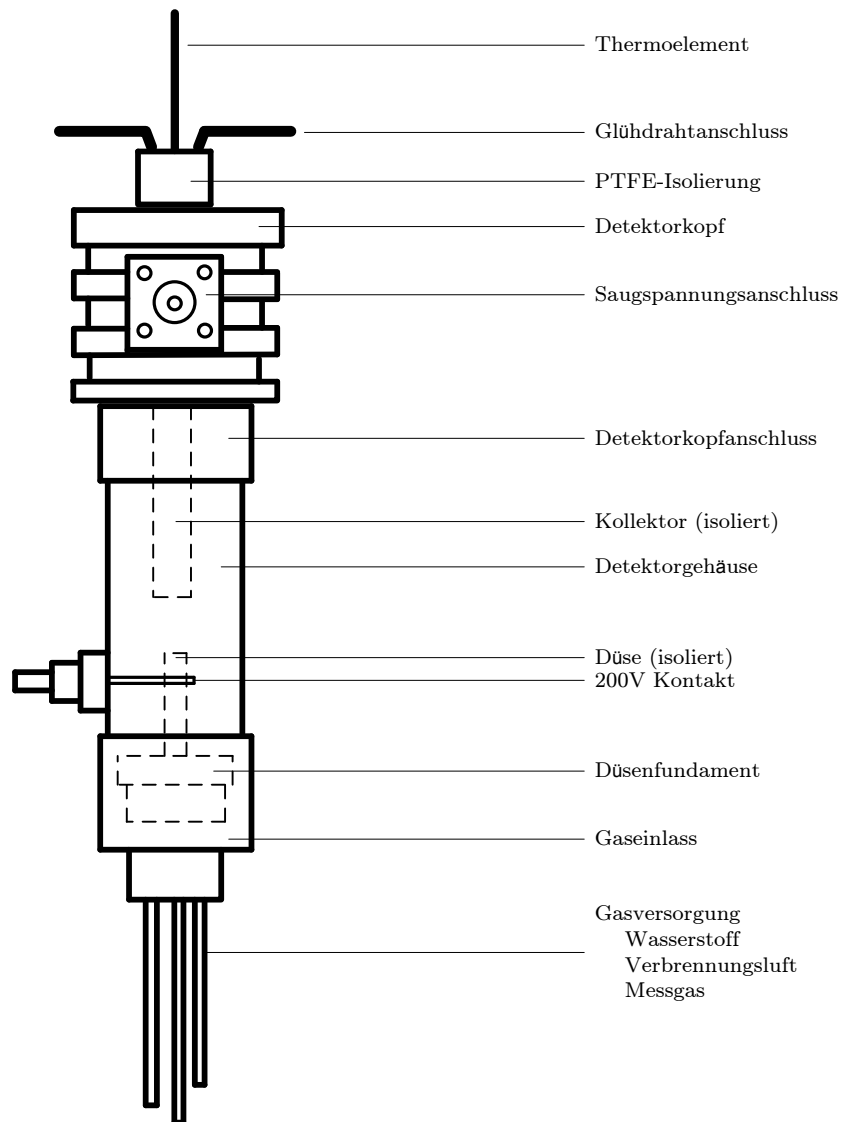 Thermoelement
Glühdrahtanschluss
PTFE-Isolierung
Detektorkopf
Saugspannungsanschluss
Detektorkopfanschluss
Kollektor (isoliert)
Detektorgehäuse
Düse (isoliert)
200V Kontakt
Düsenfundament
Gaseinlass
Gasversorgung
Wasserstoff
Verbrennungsluft
Messgas